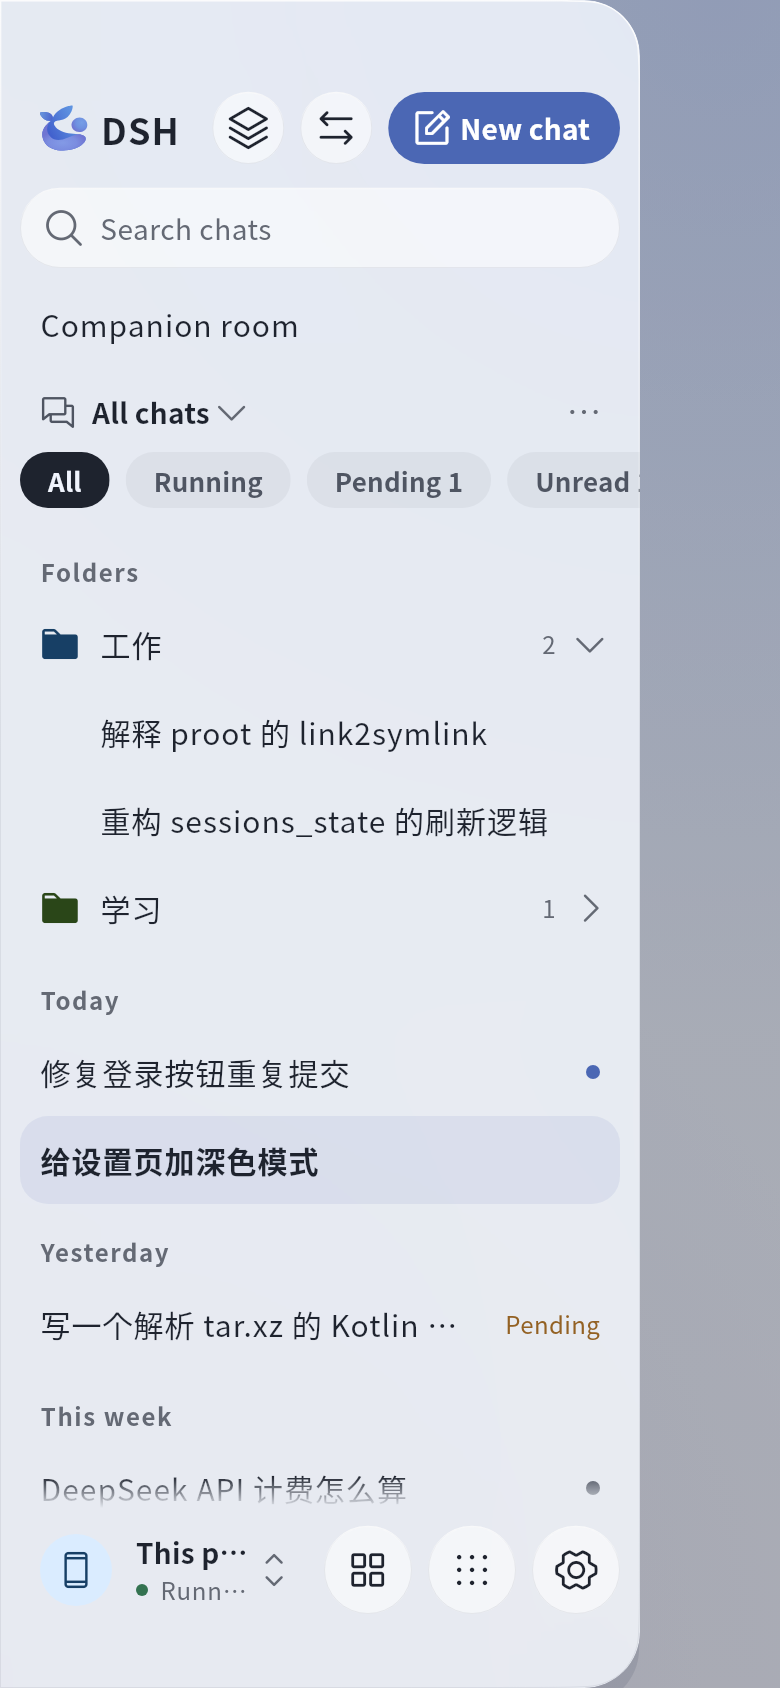 DSH
New chat
Search chats
Companion room
All chats
All
Running
Pending 1
Unread
Folders
工作
2
解释 proot 的 link2symlink
重构 sessions_state 的刷新逻辑
学习
1
Today
修复登录按钮重复提交
给设置页加深色模式
Yesterday
写一个解析 tar.xz 的 Kotlin …
Pending
This week
DeepSeek API 计费怎么算
This p…
Runn…